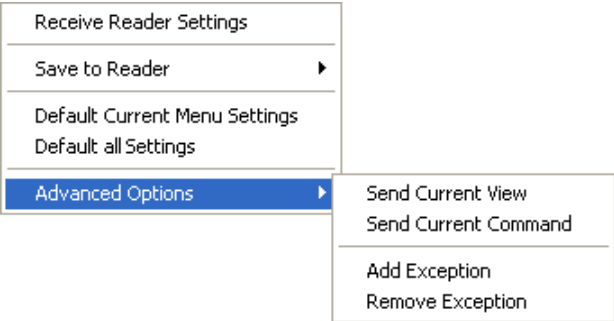 Receive Reader Settings
Save to Reader
Default Current Menu Settings
Default all Settings
Advanced Options
Send Current View
Send Current Command
Add Exception
Remove Exception